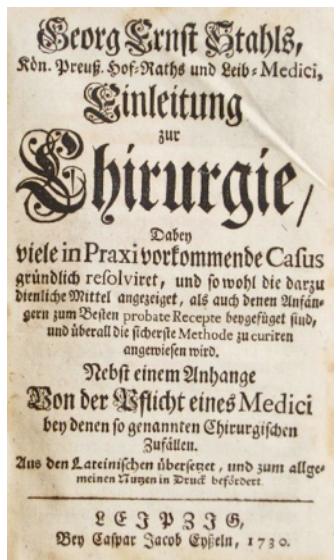 Georg Ernst Stahls,
Kön. Preuß. Hof-Raths und Leib-Medici,
Einleitung
zur
Chirurgie,
Dabey
viele in Praxi vorkommende Casus
gründlich resolviret, und so wohl die darzu
dienliche Mittel angezeiget, als auch denen Anfän-
gern zum Besten probate Recepte beygefüget sind,
und überall die sicherste Methode zu curiren
angewiesen wird.
Nebst einem Anhange
Von der Pflicht eines Medici
bey denen so genannten Chirurgischen
Zufällen.
Aus den Lateinischen übersetzet, und zum allge-
meinen Nutzen in Druck befördert
LEIPZIG,
Bey Caspar Jacob Eyßeln, 1730.